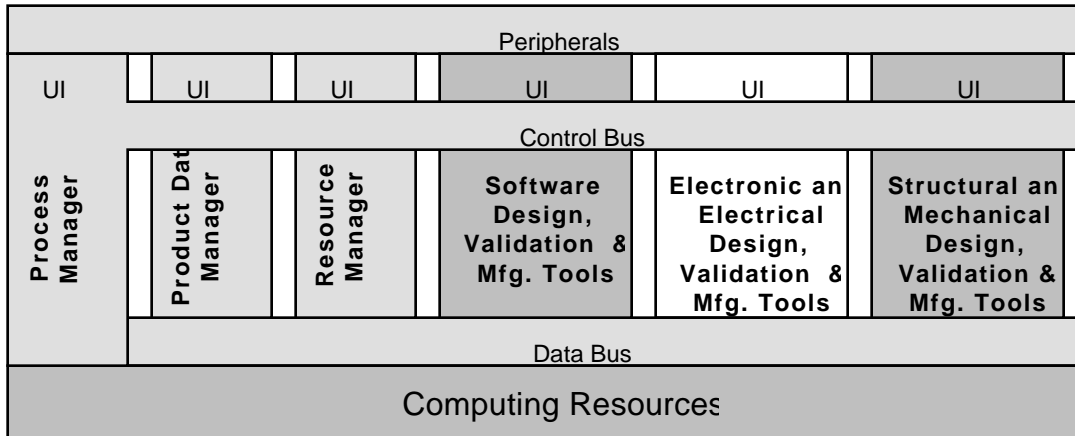 Peripherals
UI UI UI UI UI UI
Control Bus
Process
Manager
Product Dat
Manager
Resource
Manager
Software
Design,
Validation &
Mfg. Tools
Electronic an
Electrical
Design,
Validation &
Mfg. Tools
Structural an
Mechanical
Design,
Validation &
Mfg. Tools
Data Bus
Computing Resources